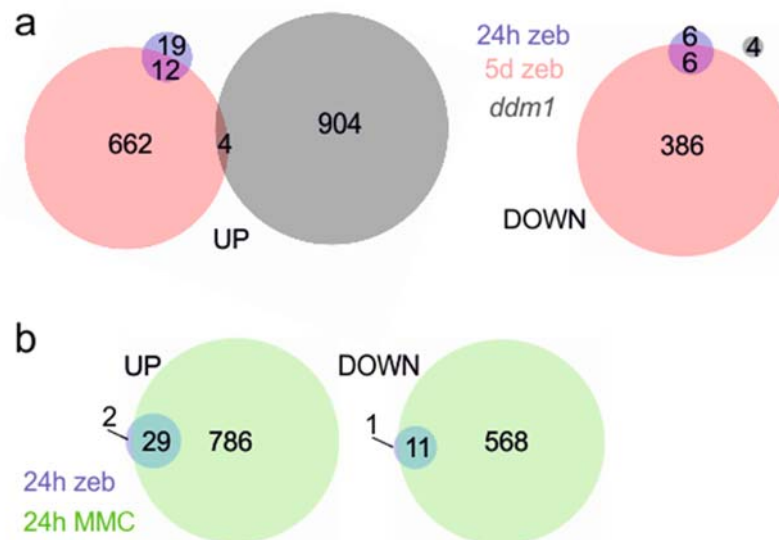 a
19
12
662
4
904
UP
24h zeb
5d zeb
ddm1
6
6
4
386
DOWN
b
UP
2
29
786
DOWN
1
11
568
24h zeb
24h MMC